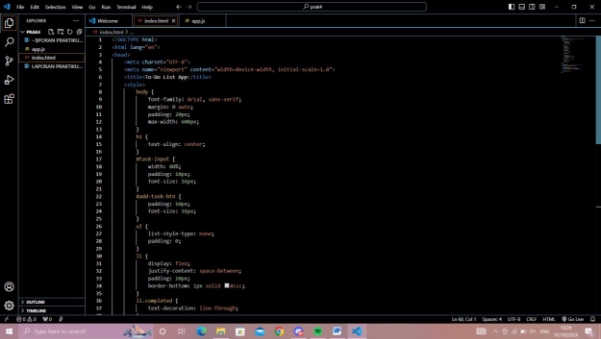 File Edit Selection View Go Run Terminal Help
prak4
EXPLORER
Welcome
index.html
app.js
PRAK4
app.js
index.html
LAPORAN PRAKTIKU...
index.html
1 <!DOCTYPE html>
2 <html lang="en">
3 <head>
4 <meta charset="UTF-8">
5 <meta name="viewport" content="width=device-width, initial-scale=1.0">
6 <title>To-Do List App</title>
7 <style>
8 body {
9 font-family: Arial, sans-serif;
10 margin: 0 auto;
11 padding: 20px;
12 max-width: 600px;
13 }
14 h1 {
15 text-align: center;
16 }
17 #task-input {
18 width: 80%;
19 padding: 10px;
20 font-size: 16px;
21 }
22 #add-task-btn {
23 padding: 10px;
24 font-size: 16px;
25 }
26 ul {
27 list-style-type: none;
28 padding: 0;
29 }
30 li {
31 display: flex;
32 justify-content: space-between;
33 padding: 10px;
34 border-bottom: 1px solid #ccc;
35 }
36 li.completed {
37 text-decoration: line-through;
OUTLINE
TIMELINE
Ln 80, Col 1 Spaces: 4 UTF-8 CRLF HTML Go Live
Type here to search
ENG
13:24